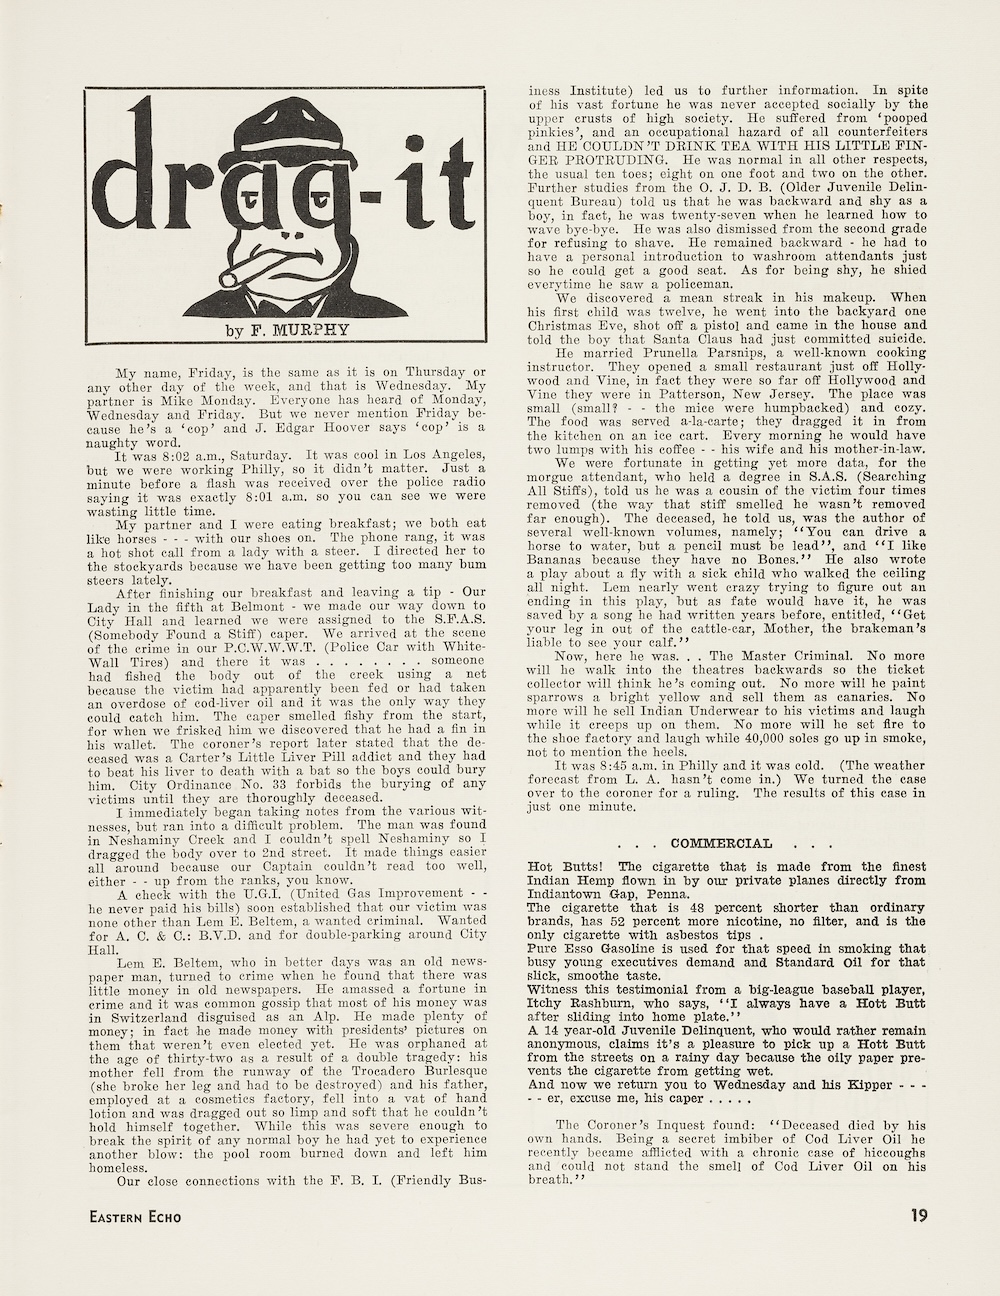 drag-it
by F. MURPHY
My name, Friday, is the same as it is on Thursday or
any other day of the week, and that is Wednesday. My
partner is Mike Monday. Everyone has heard of Monday,
Wednesday and Friday. But we never mention Friday be-
cause he's a 'cop' and J. Edgar Hoover says 'cop' is a
naughty word.
It was 8:02 a.m., Saturday. It was cool in Los Angeles,
but we were working Philly, so it didn't matter. Just a
minute before a flash was received over the police radio
saying it was exactly 8:01 a.m. so you can see we were
wasting little time.
My partner and I were eating breakfast; we both eat
like horses - - - with our shoes on. The phone rang, it was
a hot shot call from a lady with a steer. I directed her to
the stockyards because we have been getting too many bum
steers lately.
After finishing our breakfast and leaving a tip - Our
Lady in the fifth at Belmont - we made our way down to
City Hall and learned we were assigned to the S.F.A.S.
(Somebody Found a Stiff) caper. We arrived at the scene
of the crime in our P.C.W.W.W.T. (Police Car with White-
Wall Tires) and there it was . . . . . . . . someone
had fished the body out of the creek using a net
because the victim had apparently been fed or had taken
an overdose of cod-liver oil and it was the only way they
could catch him. The caper smelled fishy from the start,
for when we frisked him we discovered that he had a fin in
his wallet. The coroner's report later stated that the de-
ceased was a Carter's Little Liver Pill addict and they had
to beat his liver to death with a bat so the boys could bury
him. City Ordinance No. 33 forbids the burying of any
victims until they are thoroughly deceased.
I immediately began taking notes from the various wit-
nesses, but ran into a difficult problem. The man was found
in Neshaminy Creek and I couldn't spell Neshaminy so I
dragged the body over to 2nd street. It made things easier
all around because our Captain couldn't read too well,
either - - up from the ranks, you know.
A check with the U.G.I. (United Gas Improvement - -
he never paid his bills) soon established that our victim was
none other than Lem E. Beltem, a wanted criminal. Wanted
for A. C. & C.: B.V.D. and for double-parking around City
Hall.
Lem E. Beltem, who in better days was an old news-
paper man, turned to crime when he found that there was
little money in old newspapers. He amassed a fortune in
crime and it was common gossip that most of his money was
in Switzerland disguised as an Alp. He made plenty of
money; in fact he made money with presidents' pictures on
them that weren't even elected yet. He was orphaned at
the age of thirty-two as a result of a double tragedy: his
mother fell from the runway of the Trocadero Burlesque
(she broke her leg and had to be destroyed) and his father,
employed at a cosmetics factory, fell into a vat of hand
lotion and was dragged out so limp and soft that he couldn't
hold himself together. While this was severe enough to
break the spirit of any normal boy he had yet to experience
another blow: the pool room burned down and left him
homeless.
Our close connections with the F. B. I. (Friendly Bus-
iness Institute) led us to further information. In spite
of his vast fortune he was never accepted socially by the
upper crusts of high society. He suffered from 'pooped
pinkies', and an occupational hazard of all counterfeiters
and HE COULDN'T DRINK TEA WITH HIS LITTLE FIN-
GER PROTRUDING. He was normal in all other respects,
the usual ten toes; eight on one foot and two on the other.
Further studies from the O. J. D. B. (Older Juvenile Delin-
quent Bureau) told us that he was backward and shy as a
boy, in fact, he was twenty-seven when he learned how to
wave bye-bye. He was also dismissed from the second grade
for refusing to shave. He remained backward - he had to
have a personal introduction to washroom attendants just
so he could get a good seat. As for being shy, he shied
everytime he saw a policeman.
We discovered a mean streak in his makeup. When
his first child was twelve, he went into the backyard one
Christmas Eve, shot off a pistol and came in the house and
told the boy that Santa Claus had just committed suicide.
He married Prunella Parsnips, a well-known cooking
instructor. They opened a small restaurant just off Holly-
wood and Vine, in fact they were so far off Hollywood and
Vine they were in Patterson, New Jersey. The place was
small (small? - - the mice were humpbacked) and cozy.
The food was served a-la-carte; they dragged it in from
the kitchen on an ice cart. Every morning he would have
two lumps with his coffee - - his wife and his mother-in-law.
We were fortunate in getting yet more data, for the
morgue attendant, who held a degree in S.A.S. (Searching
All Stiffs), told us he was a cousin of the victim four times
removed (the way that stiff smelled he wasn't removed
far enough). The deceased, he told us, was the author of
several well-known volumes, namely; "You can drive a
horse to water, but a pencil must be lead", and "I like
Bananas because they have no Bones." He also wrote
a play about a fly with a sick child who walked the ceiling
all night. Lem nearly went crazy trying to figure out an
ending in this play, but as fate would have it, he was
saved by a song he had written years before, entitled, "Get
your leg in out of the cattle-car, Mother, the brakeman's
liable to see your calf."
Now, here he was. . . The Master Criminal. No more
will he walk into the theatres backwards so the ticket
collector will think he's coming out. No more will he paint
sparrows a bright yellow and sell them as canaries. No
more will he sell Indian Underwear to his victims and laugh
while it creeps up on them. No more will he set fire to
the shoe factory and laugh while 40,000 soles go up in smoke,
not to mention the heels.
It was 8:45 a.m. in Philly and it was cold. (The weather
forecast from L. A. hasn't come in.) We turned the case
over to the coroner for a ruling. The results of this case in
just one minute.
. . . COMMERCIAL . . .
Hot Butts! The cigarette that is made from the finest
Indian Hemp flown in by our private planes directly from
Indiantown Gap, Penna.
The cigarette that is 48 percent shorter than ordinary
brands, has 52 percent more nicotine, no filter, and is the
only cigarette with asbestos tips .
Pure Esso Gasoline is used for that speed in smoking that
busy young executives demand and Standard Oil for that
slick, smoothe taste.
Witness this testimonial from a big-league baseball player,
Itchy Rashburn, who says, "I always have a Hott Butt
after sliding into home plate."
A 14 year-old Juvenile Delinquent, who would rather remain
anonymous, claims it's a pleasure to pick up a Hott Butt
from the streets on a rainy day because the oily paper pre-
vents the cigarette from getting wet.
And now we return you to Wednesday and his Kipper - - -
- - er, excuse me, his caper . . . . .
The Coroner's Inquest found: "Deceased died by his
own hands. Being a secret imbiber of Cod Liver Oil he
recently became afflicted with a chronic case of hiccoughs
and could not stand the smell of Cod Liver Oil on his
breath."
EASTERN ECHO
19